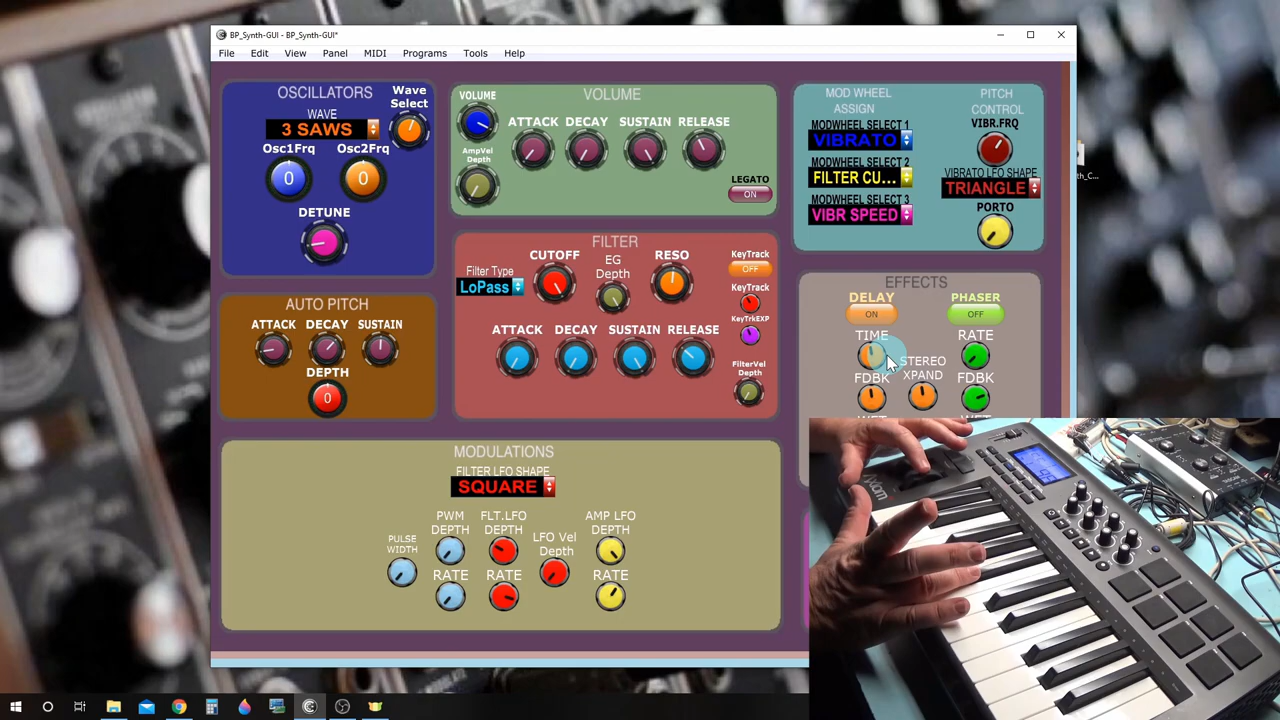 BP_Synth-GUI - BP_Synth-GUI*
File Edit View Panel MIDI Programs Tools Help
OSCILLATORS
Wave
Select
WAVE
3 SAWS
Osc1Frq Osc2Frq
0 0
DETUNE
VOLUME
VOLUME
ATTACK DECAY SUSTAIN RELEASE
AmpVel
Depth
LEGATO
ON
MOD WHEEL
ASSIGN
MODWHEEL SELECT 1
VIBRATO
MODWHEEL SELECT 2
FILTER CU...
MODWHEEL SELECT 3
VIBR SPEED
PITCH
CONTROL
VIBR.FRQ
VIBRATO LFO SHAPE
TRIANGLE
PORTO
AUTO PITCH
ATTACK DECAY SUSTAIN
DEPTH
0
FILTER
Filter Type
LoPass
CUTOFF
EG
Depth
RESO
KeyTrack
OFF
KeyTrack
KeyTrkEXP
ATTACK DECAY SUSTAIN RELEASE
FilterVel
Depth
EFFECTS
DELAY PHASER
ON OFF
TIME RATE
STEREO
XPAND
FDBK FDBK
MODULATIONS
FILTER LFO SHAPE
SQUARE
PULSE
WIDTH
PWM
DEPTH
FLT.LFO
DEPTH
LFO Vel
Depth
AMP LFO
DEPTH
RATE RATE RATE